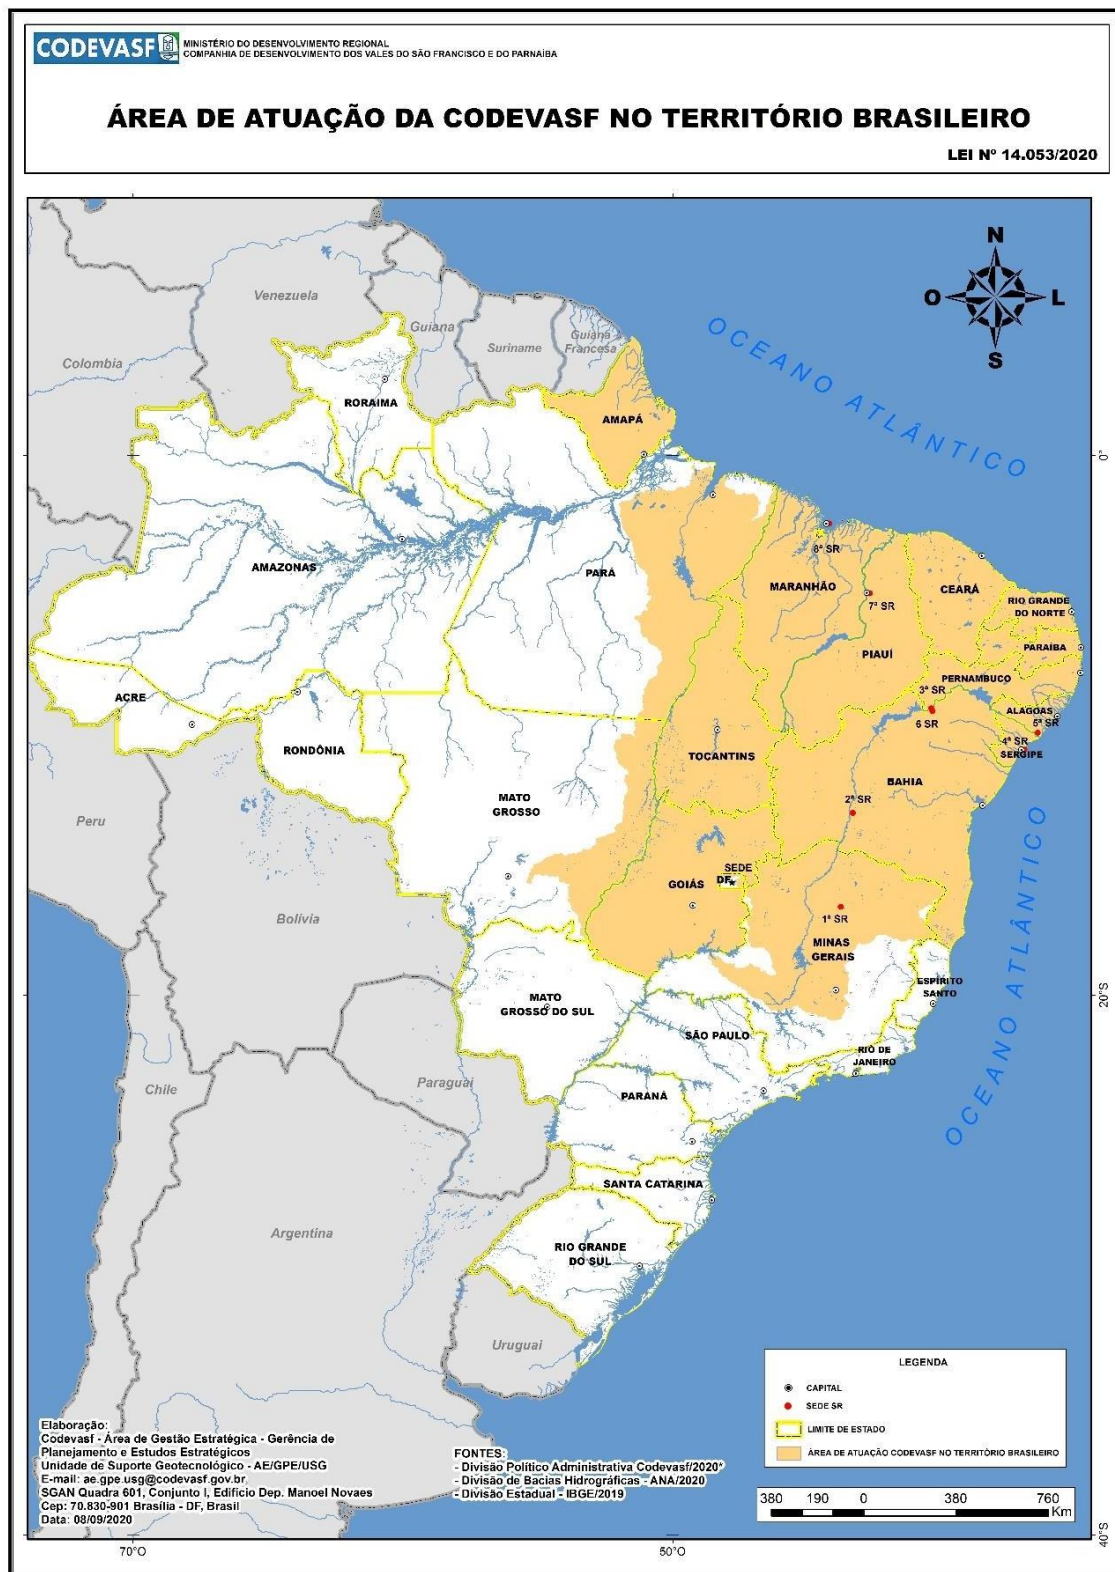 CODEVASF
MINISTÉRIO DO DESENVOLVIMENTO REGIONAL
COMPANHIA DE DESENVOLVIMENTO DOS VALES DO SÃO FRANCISCO E DO PARNAÍBA
ÁREA DE ATUAÇÃO DA CODEVASF NO TERRITÓRIO BRASILEIRO
LEI Nº 14.053/2020
N
O
L
S
OCEANO ATLÂNTICO
Venezuela
Guiana
Suriname
Guiana
Francesa
Colombia
RORAIMA
AMAPÁ
0°
AMAZONAS
PARÁ
8ª SR
MARANHÃO
7ª SR
CEARÁ
RIO GRANDE
DO NORTE
PARAÍBA
PIAUÍ
PERNAMBUCO
3ª SR
6 SR
ALAGOAS
5ª SR
4ª SR
SERGIPE
ACRE
RONDÔNIA
TOCANTINS
BAHIA
MATO
GROSSO
2ª SR
Peru
SEDE
DF
GOIÁS
Bolívia
1ª SR
MINAS
GERAIS
ESPÍRITO
SANTO
20°S
MATO
GROSSO DO SUL
SÃO PAULO
RIO DE
JANEIRO
OCEANO ATLÂNTICO
Chile
Paraguai
PARANÁ
SANTA CATARINA
Argentina
RIO GRANDE
DO SUL
Uruguai
LEGENDA
CAPITAL
SEDE SR
LIMITE DE ESTADO
ÁREA DE ATUAÇÃO CODEVASF NO TERRITÓRIO BRASILEIRO
380 190 0 380 760
Km
Elaboração:
Codevasf - Área de Gestão Estratégica - Gerência de
Planejamento e Estudos Estratégicos
Unidade de Suporte Geotecnológico - AE/GPE/USG
E-mail: ae.gpe.usg@codevasf.gov.br
SGAN Quadra 601, Conjunto I, Edifício Dep. Manoel Novaes
Cep: 70.830-901 Brasília - DF, Brasil
Data: 08/09/2020
FONTES:
- Divisão Político Administrativa Codevasf/2020*
- Divisão de Bacias Hidrográficas - ANA/2020
- Divisão Estadual - IBGE/2019
40°S
70°O
50°O